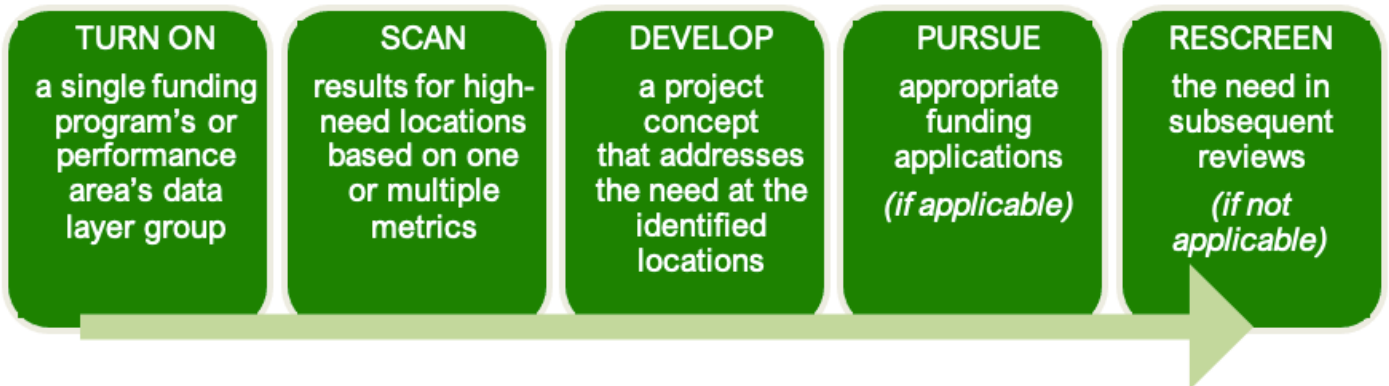 TURN ON
a single funding
program's or
performance
area's data
layer group
SCAN
results for high-
need locations
based on one
or multiple
metrics
DEVELOP
a project
concept
that addresses
the need at the
identified
locations
PURSUE
appropriate
funding
applications
(if applicable)
RESCREEN
the need in
subsequent
reviews
(if not
applicable)